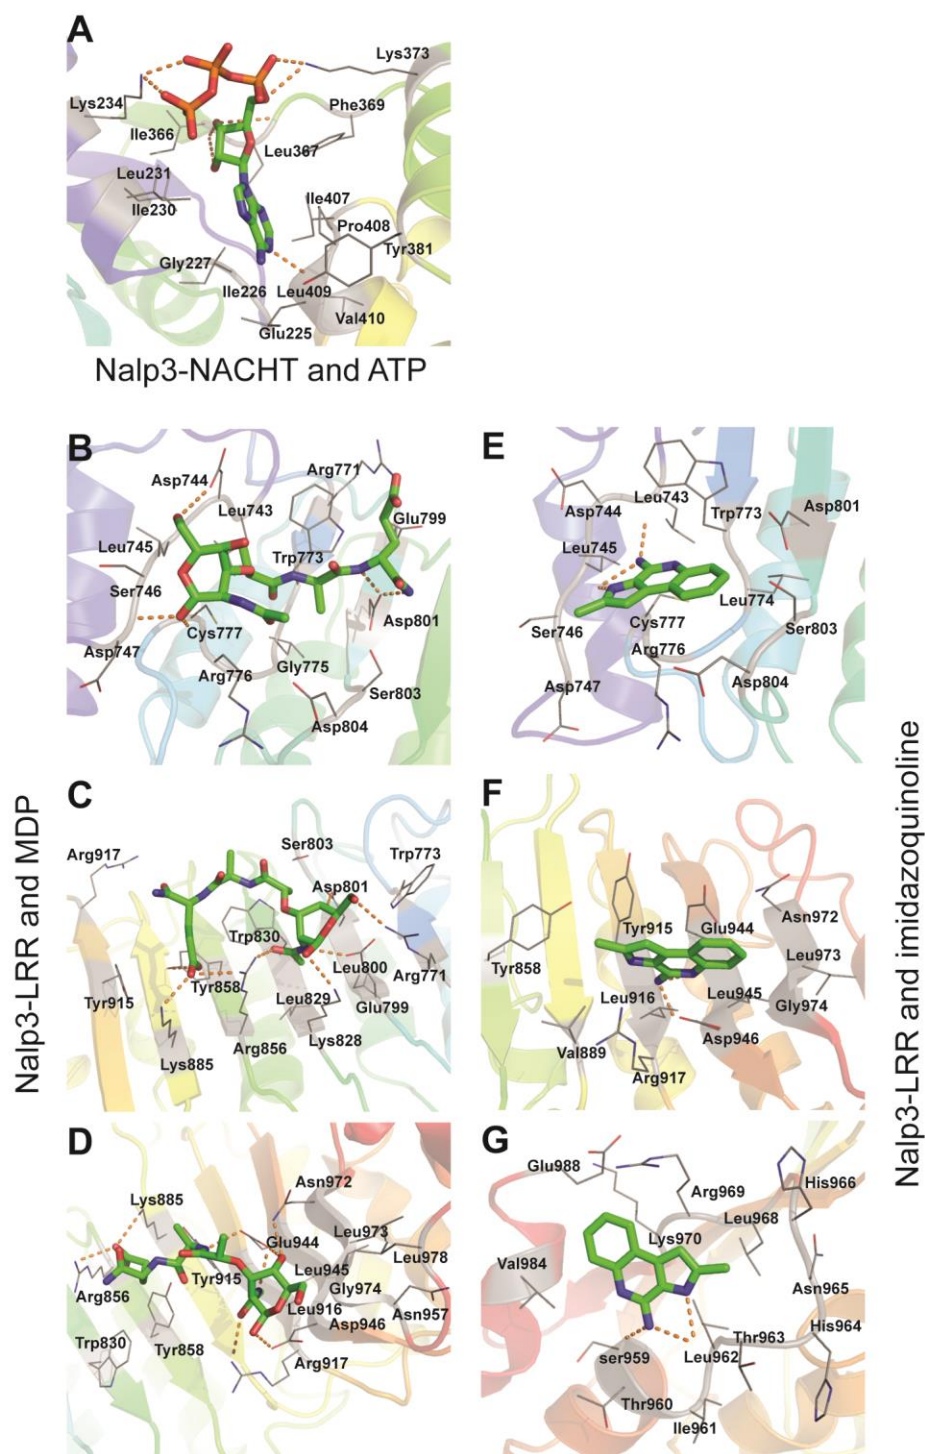 A
Lys373
Lys234
Phe369
Ile366
Leu367
Leu231
Ile407
Ile230
Pro408
Tyr381
Gly227
Ile226 Leu409
Val410
Glu225
Nalp3-NACHT and ATP
B
Asp744
Arg771
Leu743
Glu799
Leu745
Trp773
Ser746
Asp801
Cys777
Asp747
Gly775
Arg776
Ser803
Asp804
E
Leu743
Asp744
Trp773
Asp801
Leu745
Leu774
Ser746
Cys777
Ser803
Arg776
Asp747
Asp804
Nalp3-LRR and MDP
Nalp3-LRR and imidazoquinoline
C
Ser803
Arg917
Trp773
Asp801
Trp830
Leu800
Arg771
Tyr858
Tyr915
Leu829
Glu799
Arg856
Lys828
Lys885
F
Asn972
Tyr915
Glu944
Tyr858
Leu973
Leu916
Leu945
Gly974
Asp946
Val889
Arg917
D
Asn972
Lys885
Leu973
Glu944
Leu978
Tyr915
Leu945
Gly974
Arg856
Leu916
Asn957
Asp946
Trp830
Tyr858
Arg917
G
Glu988
His966
Arg969
Leu968
Lys970
Val984
Asn965
His964
Thr963
ser959
Leu962
Thr960
Ile961